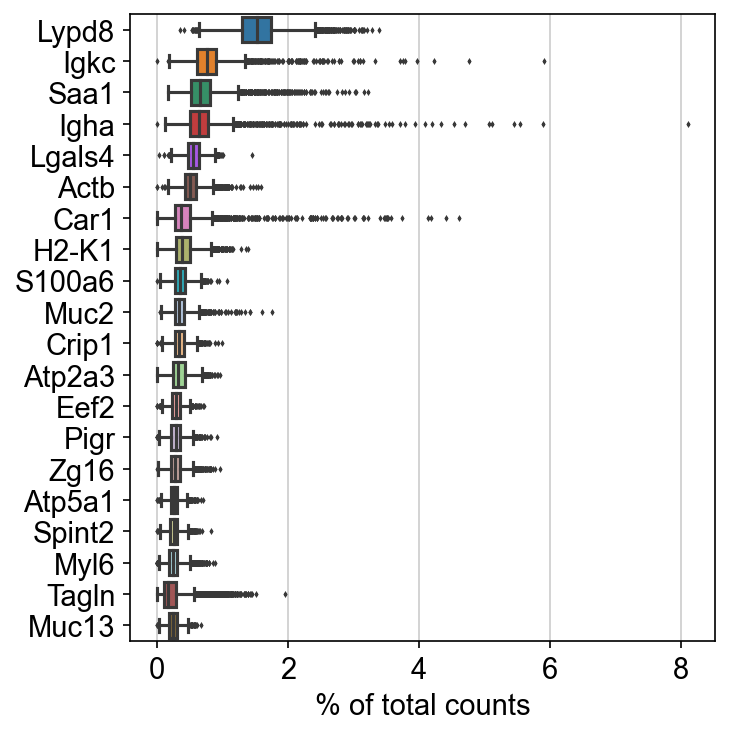 Lypd8
Igkc
Saa1
Igha
Lgals4
Actb
Car1
H2-K1
S100a6
Muc2
Crip1
Atp2a3
Eef2
Pigr
Zg16
Atp5a1
Spint2
Myl6
Tagln
Muc13
0 2 4 6 8
% of total counts